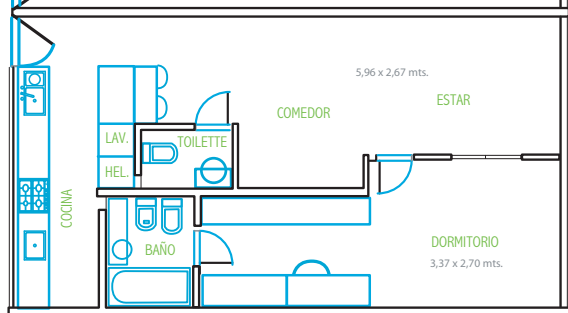 5,96 x 2,67 mts.
ESTAR
COMEDOR
LAV.
TOILETTE
HEL.
COCINA
DORMITORIO
BAÑO
3,37 x 2,70 mts.